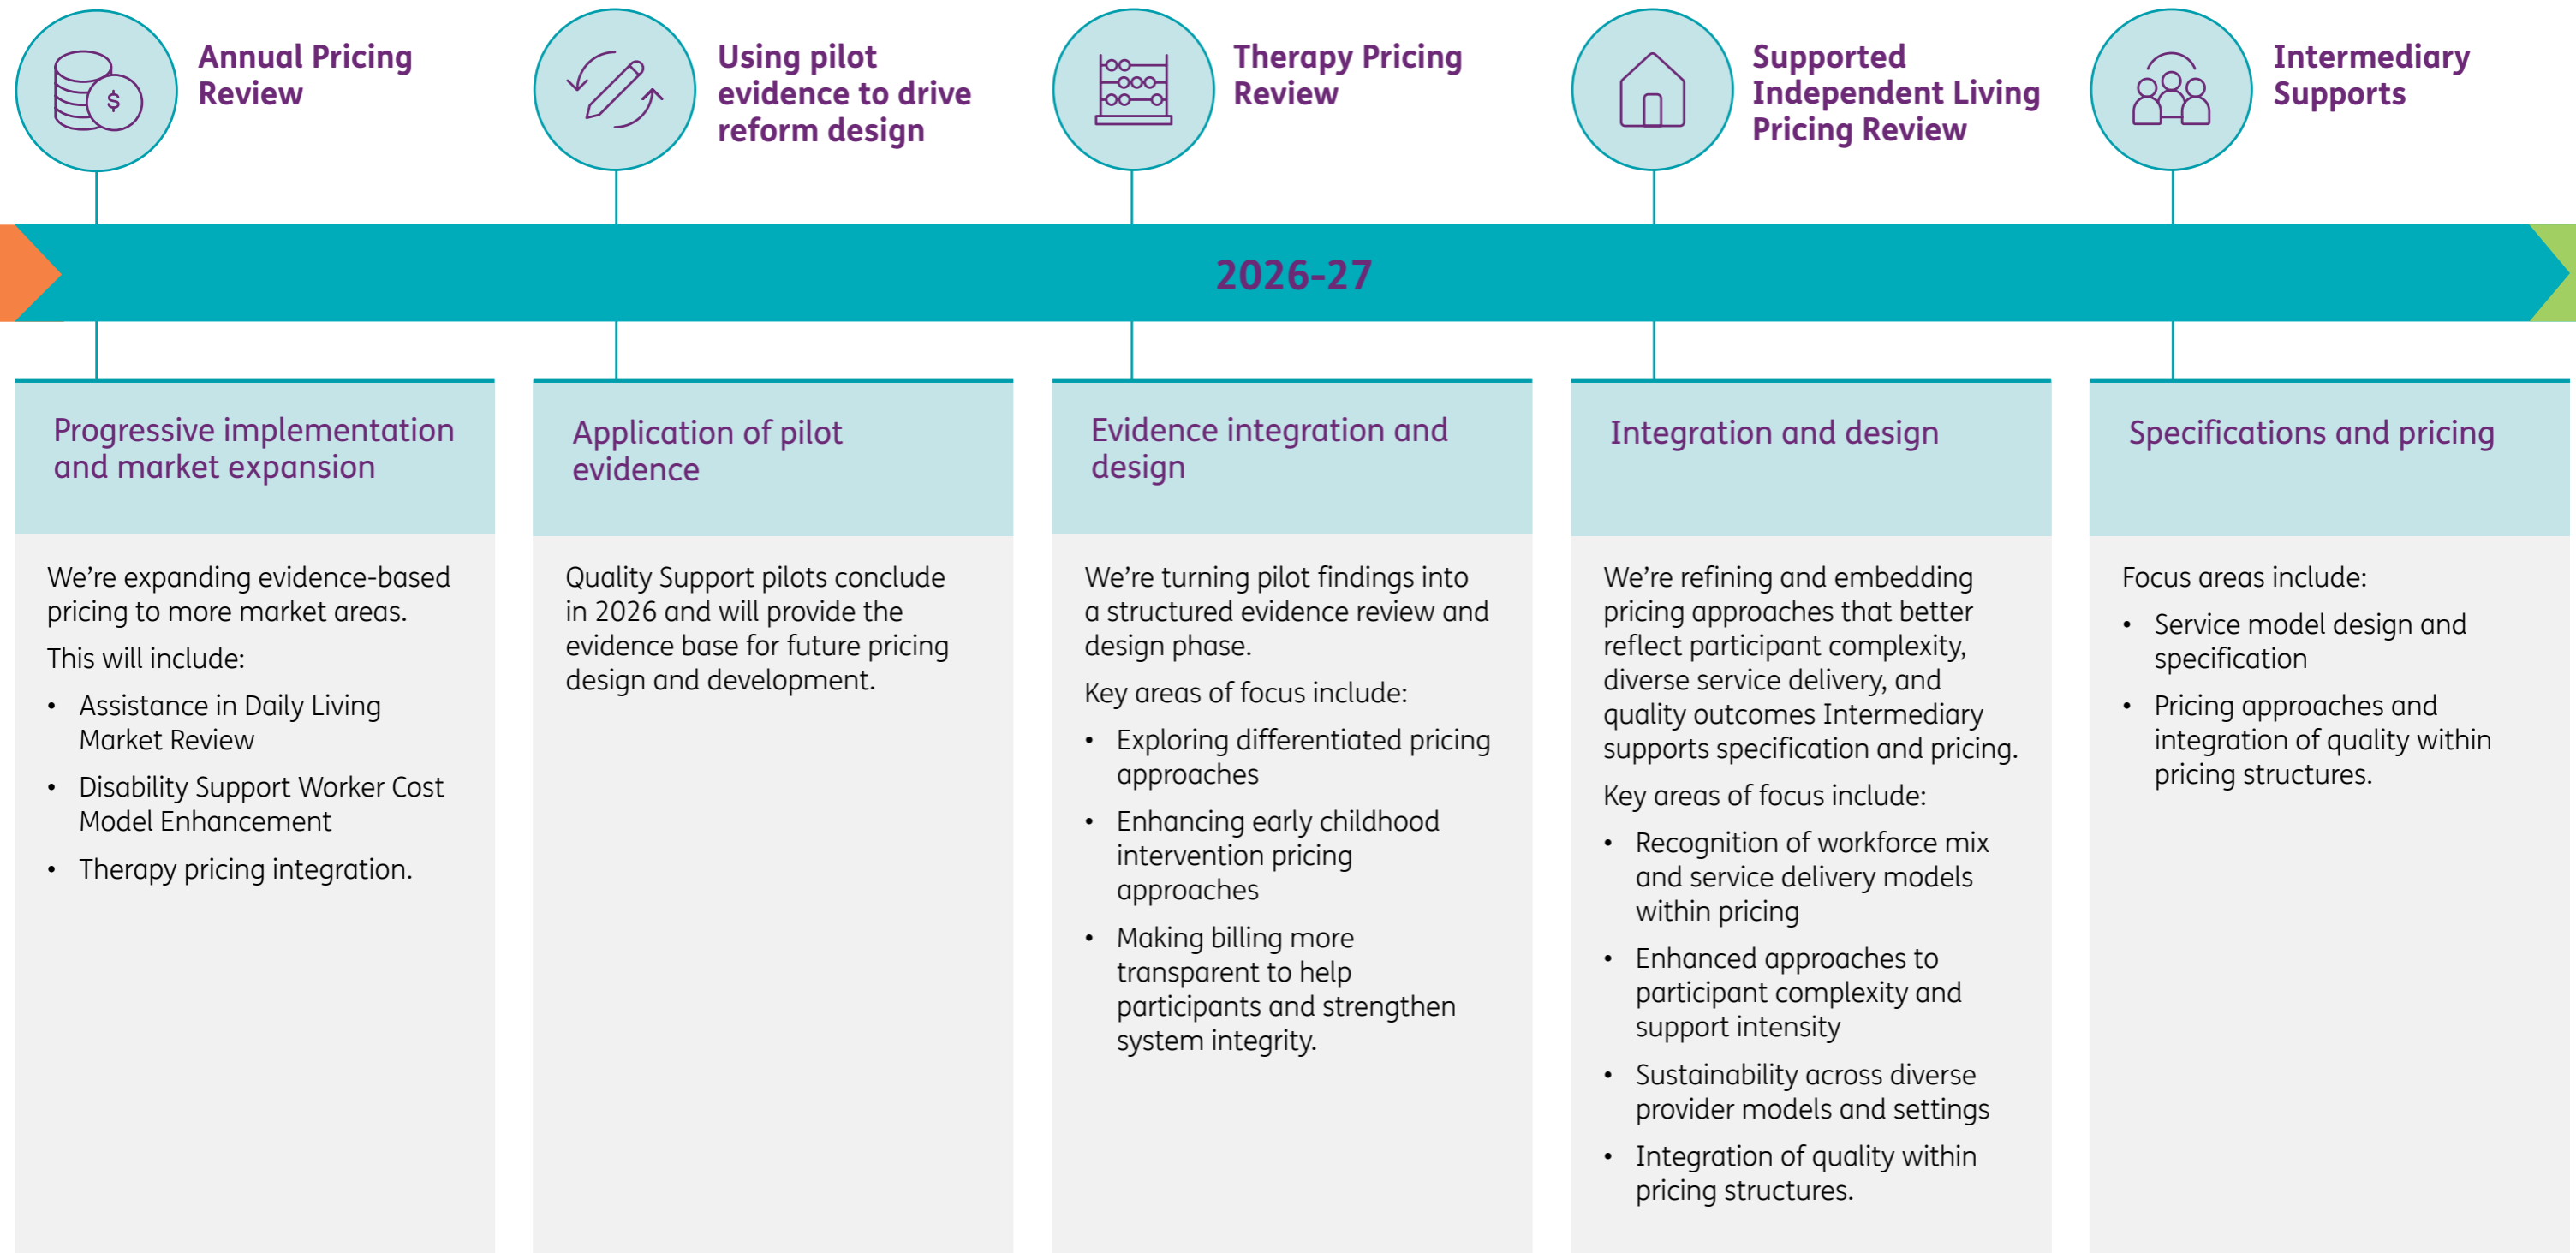 Annual Pricing
Review
Using pilot
evidence to drive
reform design
Therapy Pricing
Review
Supported
Independent Living
Pricing Review
Intermediary
Supports
$
2026-27
Progressive implementation
and market expansion
We’re expanding evidence-based
pricing to more market areas.
This will include:
• Assistance in Daily Living
Market Review
• Disability Support Worker Cost
Model Enhancement
• Therapy pricing integration.
Application of pilot
evidence
Quality Support pilots conclude
in 2026 and will provide the
evidence base for future pricing
design and development.
Evidence integration and
design
We’re turning pilot findings into
a structured evidence review and
design phase.
Key areas of focus include:
• Exploring differentiated pricing
approaches
• Enhancing early childhood
intervention pricing
approaches
• Making billing more
transparent to help
participants and strengthen
system integrity.
Integration and design
We’re refining and embedding
pricing approaches that better
reflect participant complexity,
diverse service delivery, and
quality outcomes Intermediary
supports specification and pricing.
Key areas of focus include:
• Recognition of workforce mix
and service delivery models
within pricing
• Enhanced approaches to
participant complexity and
support intensity
• Sustainability across diverse
provider models and settings
• Integration of quality within
pricing structures.
Specifications and pricing
Focus areas include:
• Service model design and
specification
• Pricing approaches and
integration of quality within
pricing structures.